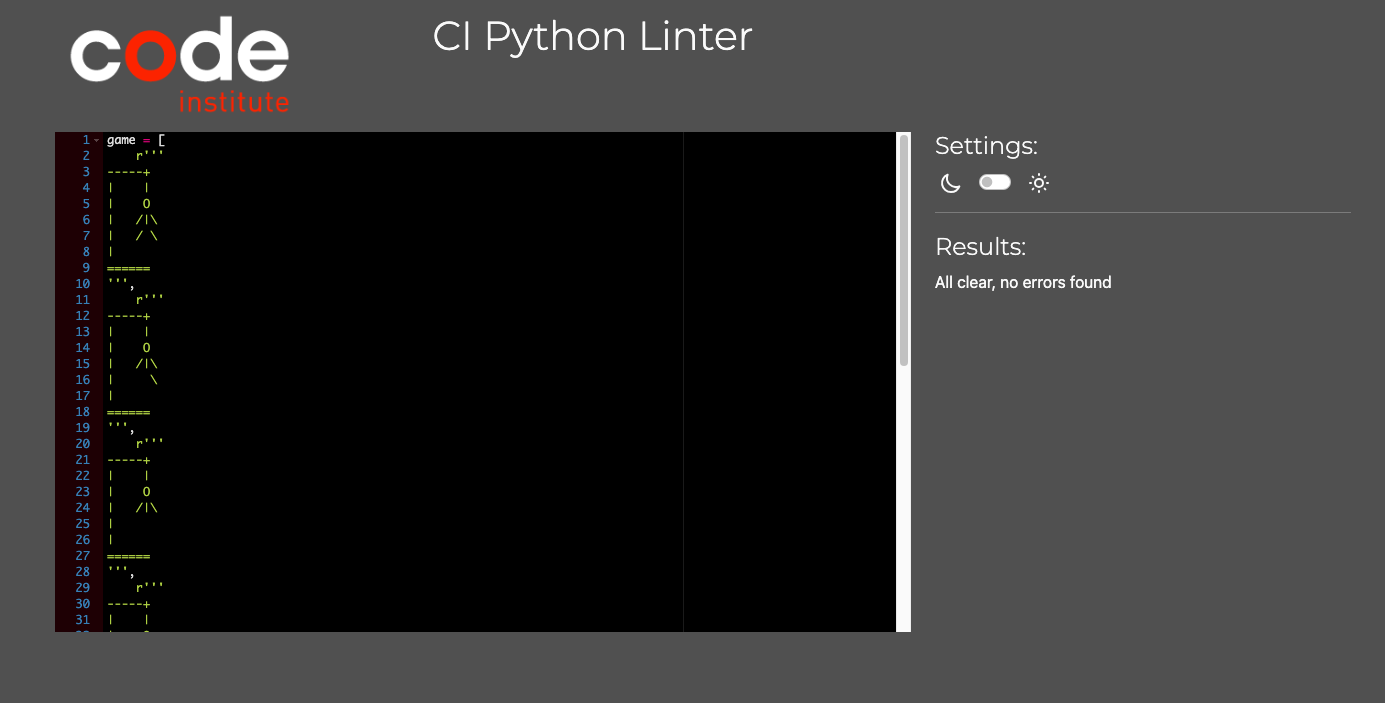 code
institute
CI Python Linter
1 game = [
2     r'''
3 -----+
4 |    |
5 |    O
6 |   /|\
7 |   / \
8 |
9 ======
10 ''',
11     r'''
12 -----+
13 |    |
14 |    O
15 |   /|\
16 |     \
17 |
18 ======
19 ''',
20     r'''
21 -----+
22 |    |
23 |    O
24 |   /|\
25 |
26 |
27 ======
28 ''',
29     r'''
30 -----+
31 |    |
Settings:
Results:
All clear, no errors found